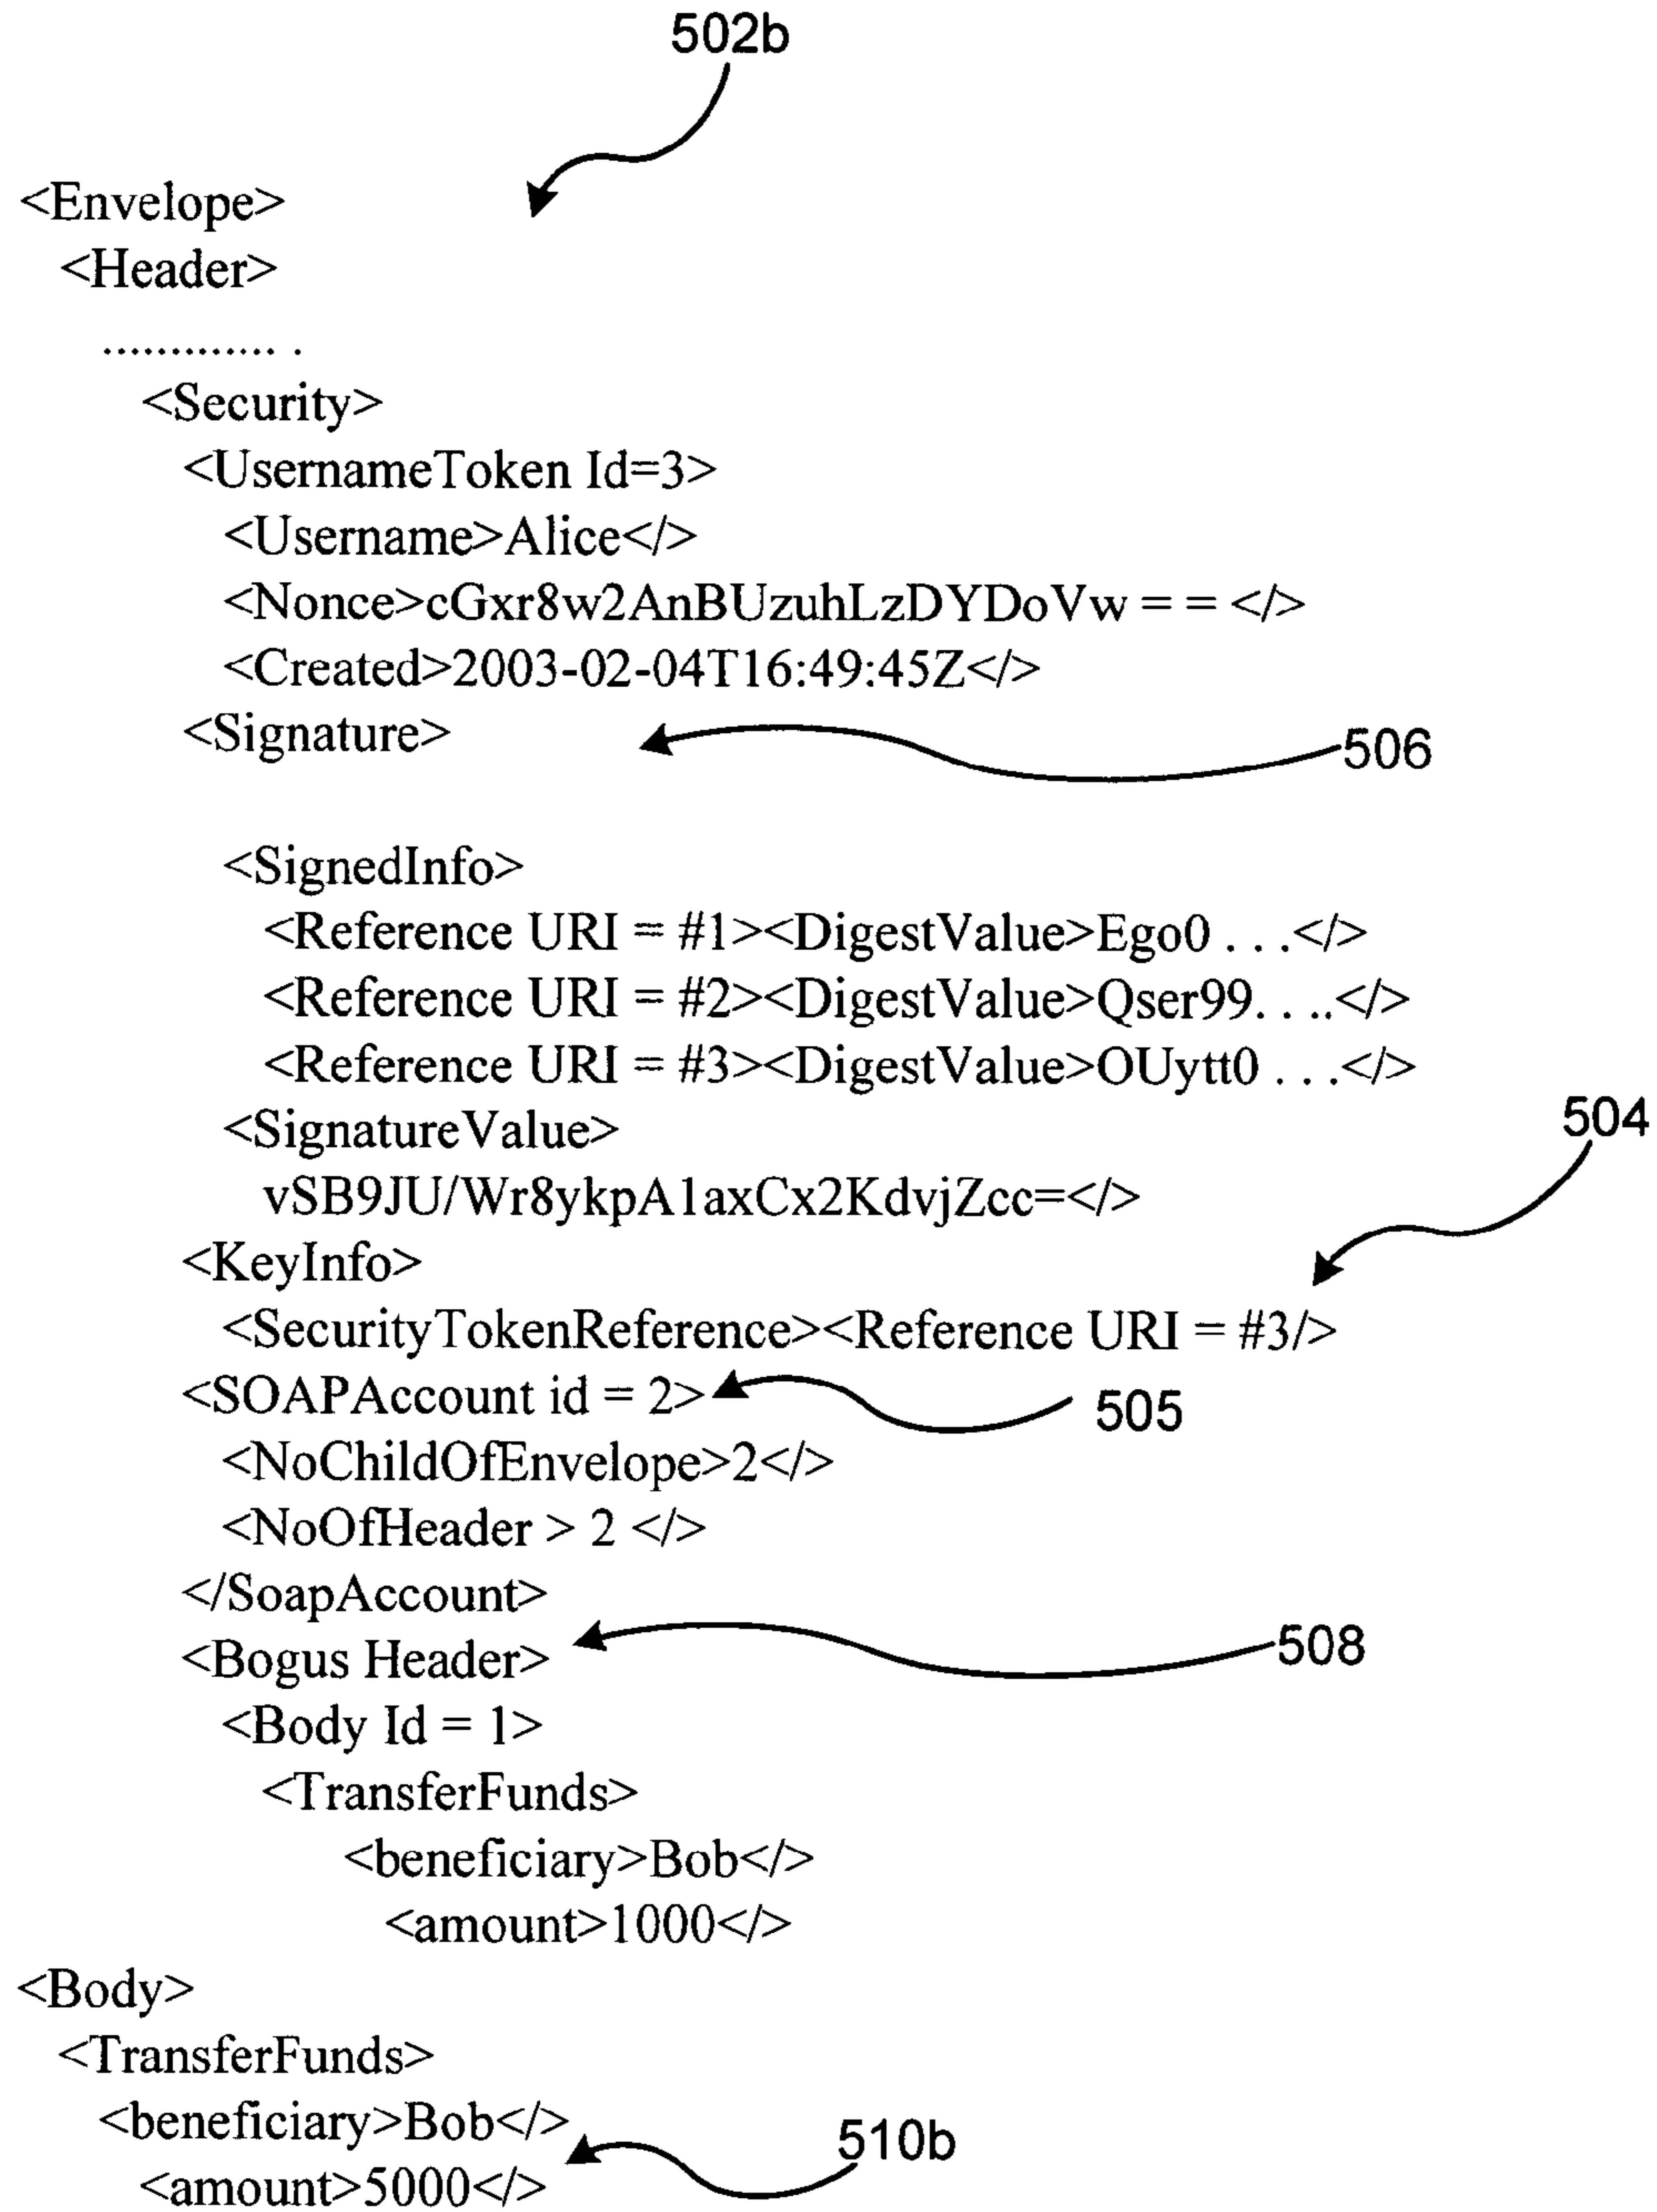 502b
<Envelope>
<Header>
............. .
<Security>
<UsernameToken Id=3>
<Username>Alice</>
<Nonce>cGxr8w2AnBUzuhLzDYDoVw = = </>
<Created>2003-02-04T16:49:45Z</>
<Signature>
506
<SignedInfo>
<Reference URI = #1><DigestValue>Ego0 . . .</>
<Reference URI = #2><DigestValue>Qser99. . ..</>
<Reference URI = #3><DigestValue>OUytt0 . . .</>
<SignatureValue>
504
vSB9JU/Wr8ykpA1axCx2KdvjZcc=</>
<KeyInfo>
<SecurityTokenReference><Reference URI = #3/>
<SOAPAccount id = 2>
505
<NoChildOfEnvelope>2</>
<NoOfHeader > 2 </>
</SoapAccount>
<Bogus Header>
508
<Body Id = 1>
<TransferFunds>
<beneficiary>Bob</>
<amount>1000</>
<Body>
<TransferFunds>
<beneficiary>Bob</>
510b
<amount>5000</>